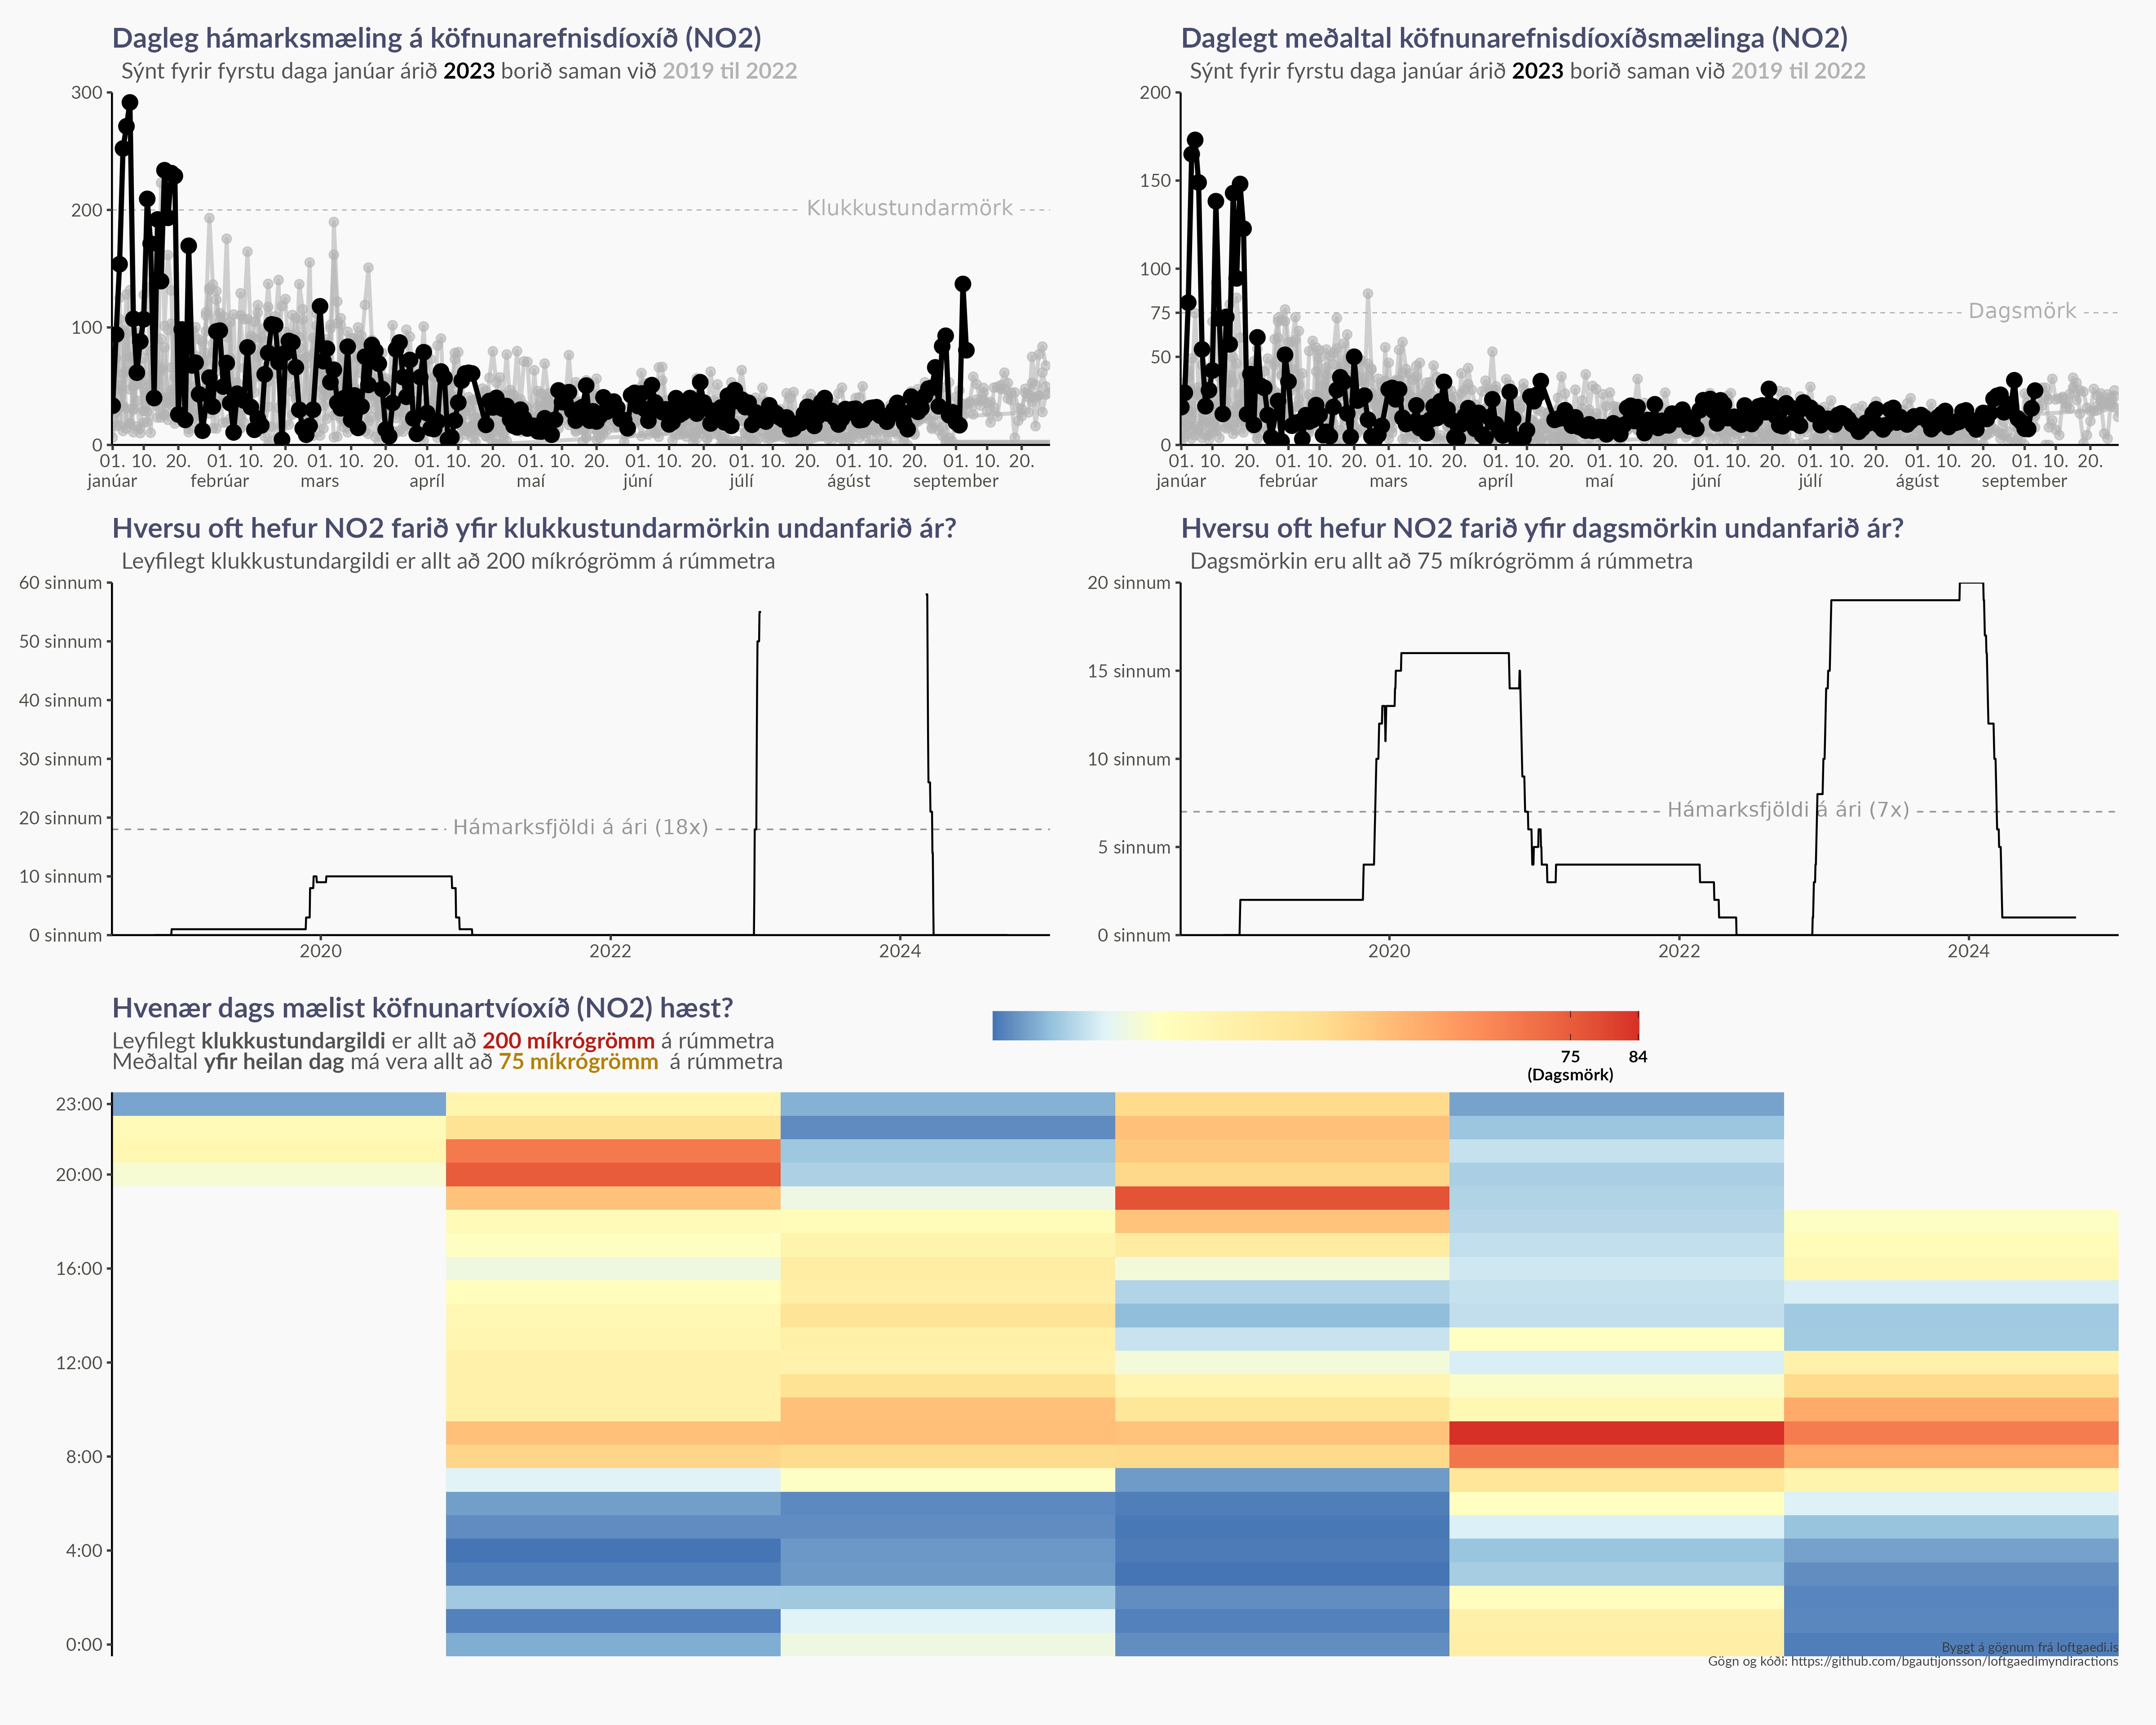 Dagleg hámarksmæling á köfnunarefnisdíoxíð (NO2)
Sýnt fyrir fyrstu daga janúar árið 2023 borið saman við 2019 til 2022
300
200
100
0
Klukkustundarmörk
01. 10. 20. 01. 10. 20. 01. 10. 20. 01. 10. 20. 01. 10. 20. 01. 10. 20. 01. 10. 20. 01. 10. 20. 01. 10. 20.
janúar febrúar mars apríl maí júní júlí ágúst september
Daglegt meðaltal köfnunarefnisdíoxíðsmælinga (NO2)
Sýnt fyrir fyrstu daga janúar árið 2023 borið saman við 2019 til 2022
200
150
100
75
50
0
Dagsmörk
01. 10. 20. 01. 10. 20. 01. 10. 20. 01. 10. 20. 01. 10. 20. 01. 10. 20. 01. 10. 20. 01. 10. 20. 01. 10. 20.
janúar febrúar mars apríl maí júní júlí ágúst september
Hversu oft hefur NO2 farið yfir klukkustundarmörkin undanfarið ár?
Leyfilegt klukkustundargildi er allt að 200 míkrógrömm á rúmmetra
60 sinnum
50 sinnum
40 sinnum
30 sinnum
20 sinnum
10 sinnum
0 sinnum
Hámarksfjöldi á ári (18x)
2020 2022 2024
Hversu oft hefur NO2 farið yfir dagsmörkin undanfarið ár?
Dagsmörkin eru allt að 75 míkrógrömm á rúmmetra
20 sinnum
15 sinnum
10 sinnum
5 sinnum
0 sinnum
Hámarksfjöldi á ári (7x)
2020 2022 2024
Hvenær dags mælist köfnunartvíoxíð (NO2) hæst?
Leyfilegt klukkustundargildi er allt að 200 míkrógrömm á rúmmetra
Meðaltal yfir heilan dag má vera allt að 75 míkrógrömm á rúmmetra
75 84
(Dagsmörk)
23:00
20:00
16:00
12:00
8:00
4:00
0:00
Byggt á gögnum frá loftgaedi.is
Gögn og kóði: https://github.com/bgautijonsson/loftgaedimyndiractions